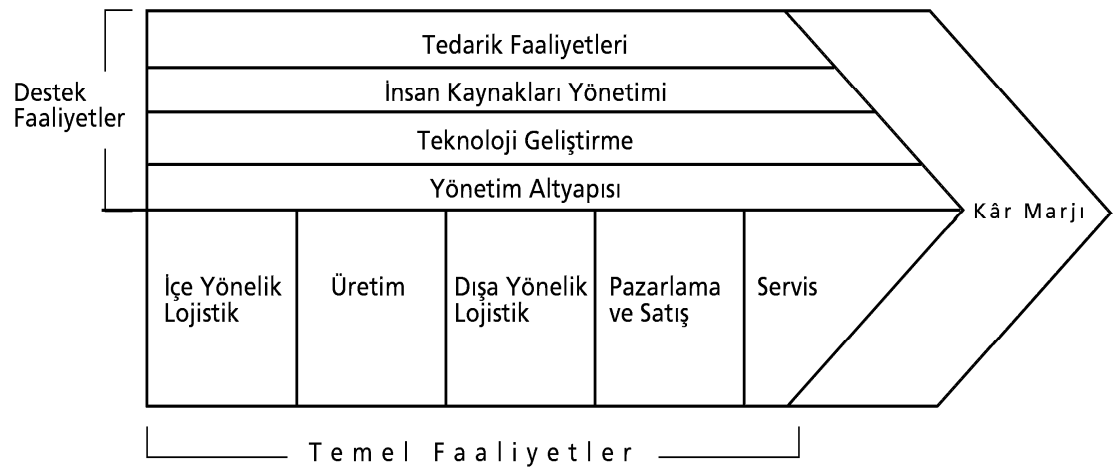 Tedarik Faaliyetleri
İnsan Kaynakları Yönetimi
Teknoloji Geliştirme
Yönetim Altyapısı
Destek
Faaliyetler
Kâr Marjı
İçe Yönelik
Lojistik
Üretim
Dışa Yönelik
Lojistik
Pazarlama
ve Satış
Servis
Temel Faaliyetler